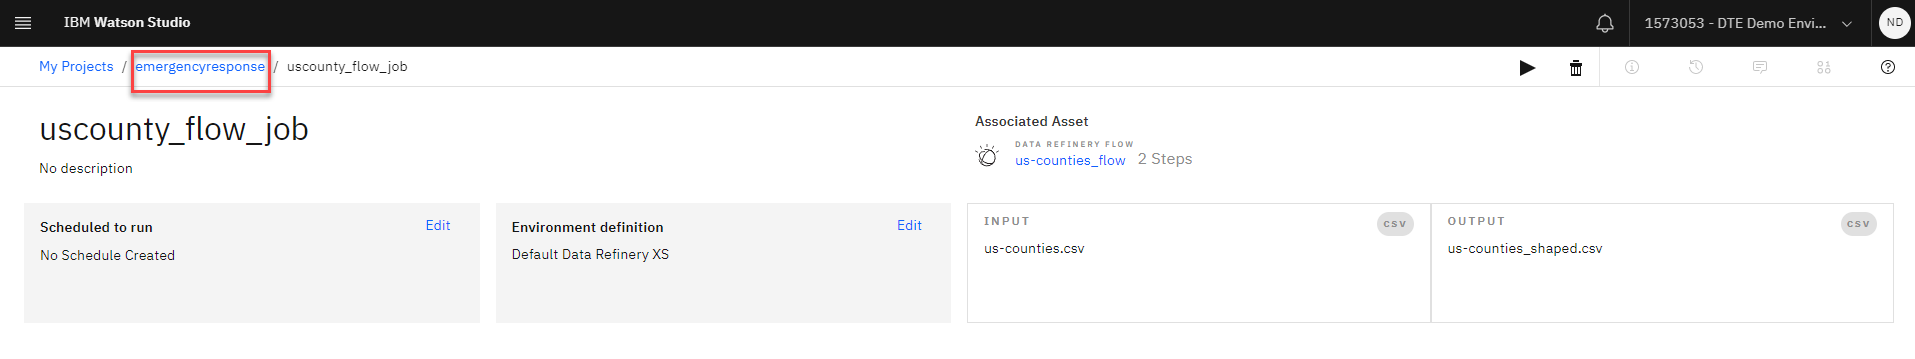 IBM Watson Studio
1573053 - DTE Demo Envi...
ND
My Projects / emergencyresponse / uscounty_flow_job
uscounty_flow_job
No description
Associated Asset
DATA REFINERY FLOW
us-counties_flow 2 Steps
Scheduled to run Edit
No Schedule Created
Environment definition Edit
Default Data Refinery XS
INPUT CSV
us-counties.csv
OUTPUT CSV
us-counties_shaped.csv